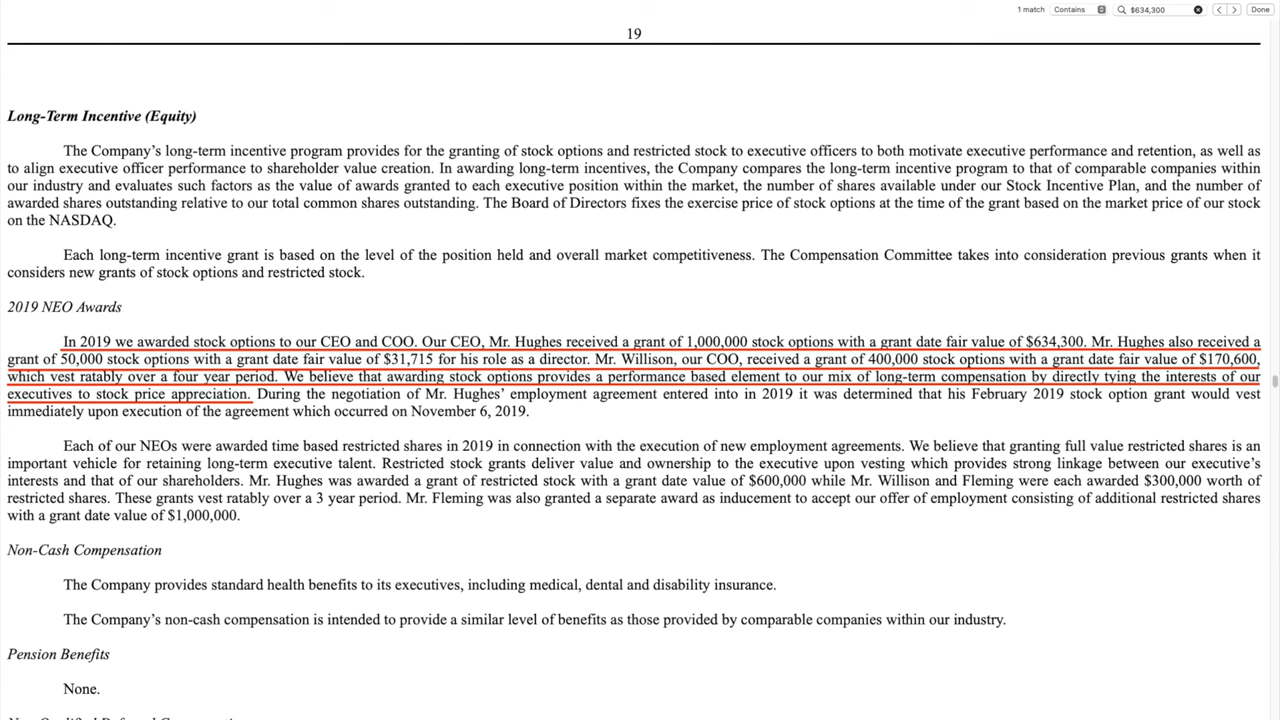 1 match Contains $634,300 Done
19
Long-Term Incentive (Equity)
The Company’s long-term incentive program provides for the granting of stock options and restricted stock to executive officers to both motivate executive performance and retention, as well as
to align executive officer performance to shareholder value creation. In awarding long-term incentives, the Company compares the long-term incentive program to that of comparable companies within
our industry and evaluates such factors as the value of awards granted to each executive position within the market, the number of shares available under our Stock Incentive Plan, and the number of
awarded shares outstanding relative to our total common shares outstanding. The Board of Directors fixes the exercise price of stock options at the time of the grant based on the market price of our stock
on the NASDAQ.
Each long-term incentive grant is based on the level of the position held and overall market competitiveness. The Compensation Committee takes into consideration previous grants when it
considers new grants of stock options and restricted stock.
2019 NEO Awards
In 2019 we awarded stock options to our CEO and COO. Our CEO, Mr. Hughes received a grant of 1,000,000 stock options with a grant date fair value of $634,300. Mr. Hughes also received a
grant of 50,000 stock options with a grant date fair value of $31,715 for his role as a director. Mr. Willison, our COO, received a grant of 400,000 stock options with a grant date fair value of $170,600,
which vest ratably over a four year period. We believe that awarding stock options provides a performance based element to our mix of long-term compensation by directly tying the interests of our
executives to stock price appreciation. During the negotiation of Mr. Hughes’ employment agreement entered into in 2019 it was determined that his February 2019 stock option grant would vest
immediately upon execution of the agreement which occurred on November 6, 2019.
Each of our NEOs were awarded time based restricted shares in 2019 in connection with the execution of new employment agreements. We believe that granting full value restricted shares is an
important vehicle for retaining long-term executive talent. Restricted stock grants deliver value and ownership to the executive upon vesting which provides strong linkage between our executive’s
interests and that of our shareholders. Mr. Hughes was awarded a grant of restricted stock with a grant date value of $600,000 while Mr. Willison and Fleming were each awarded $300,000 worth of
restricted shares. These grants vest ratably over a 3 year period. Mr. Fleming was also granted a separate award as inducement to accept our offer of employment consisting of additional restricted shares
with a grant date value of $1,000,000.
Non-Cash Compensation
The Company provides standard health benefits to its executives, including medical, dental and disability insurance.
The Company’s non-cash compensation is intended to provide a similar level of benefits as those provided by comparable companies within our industry.
Pension Benefits
None.